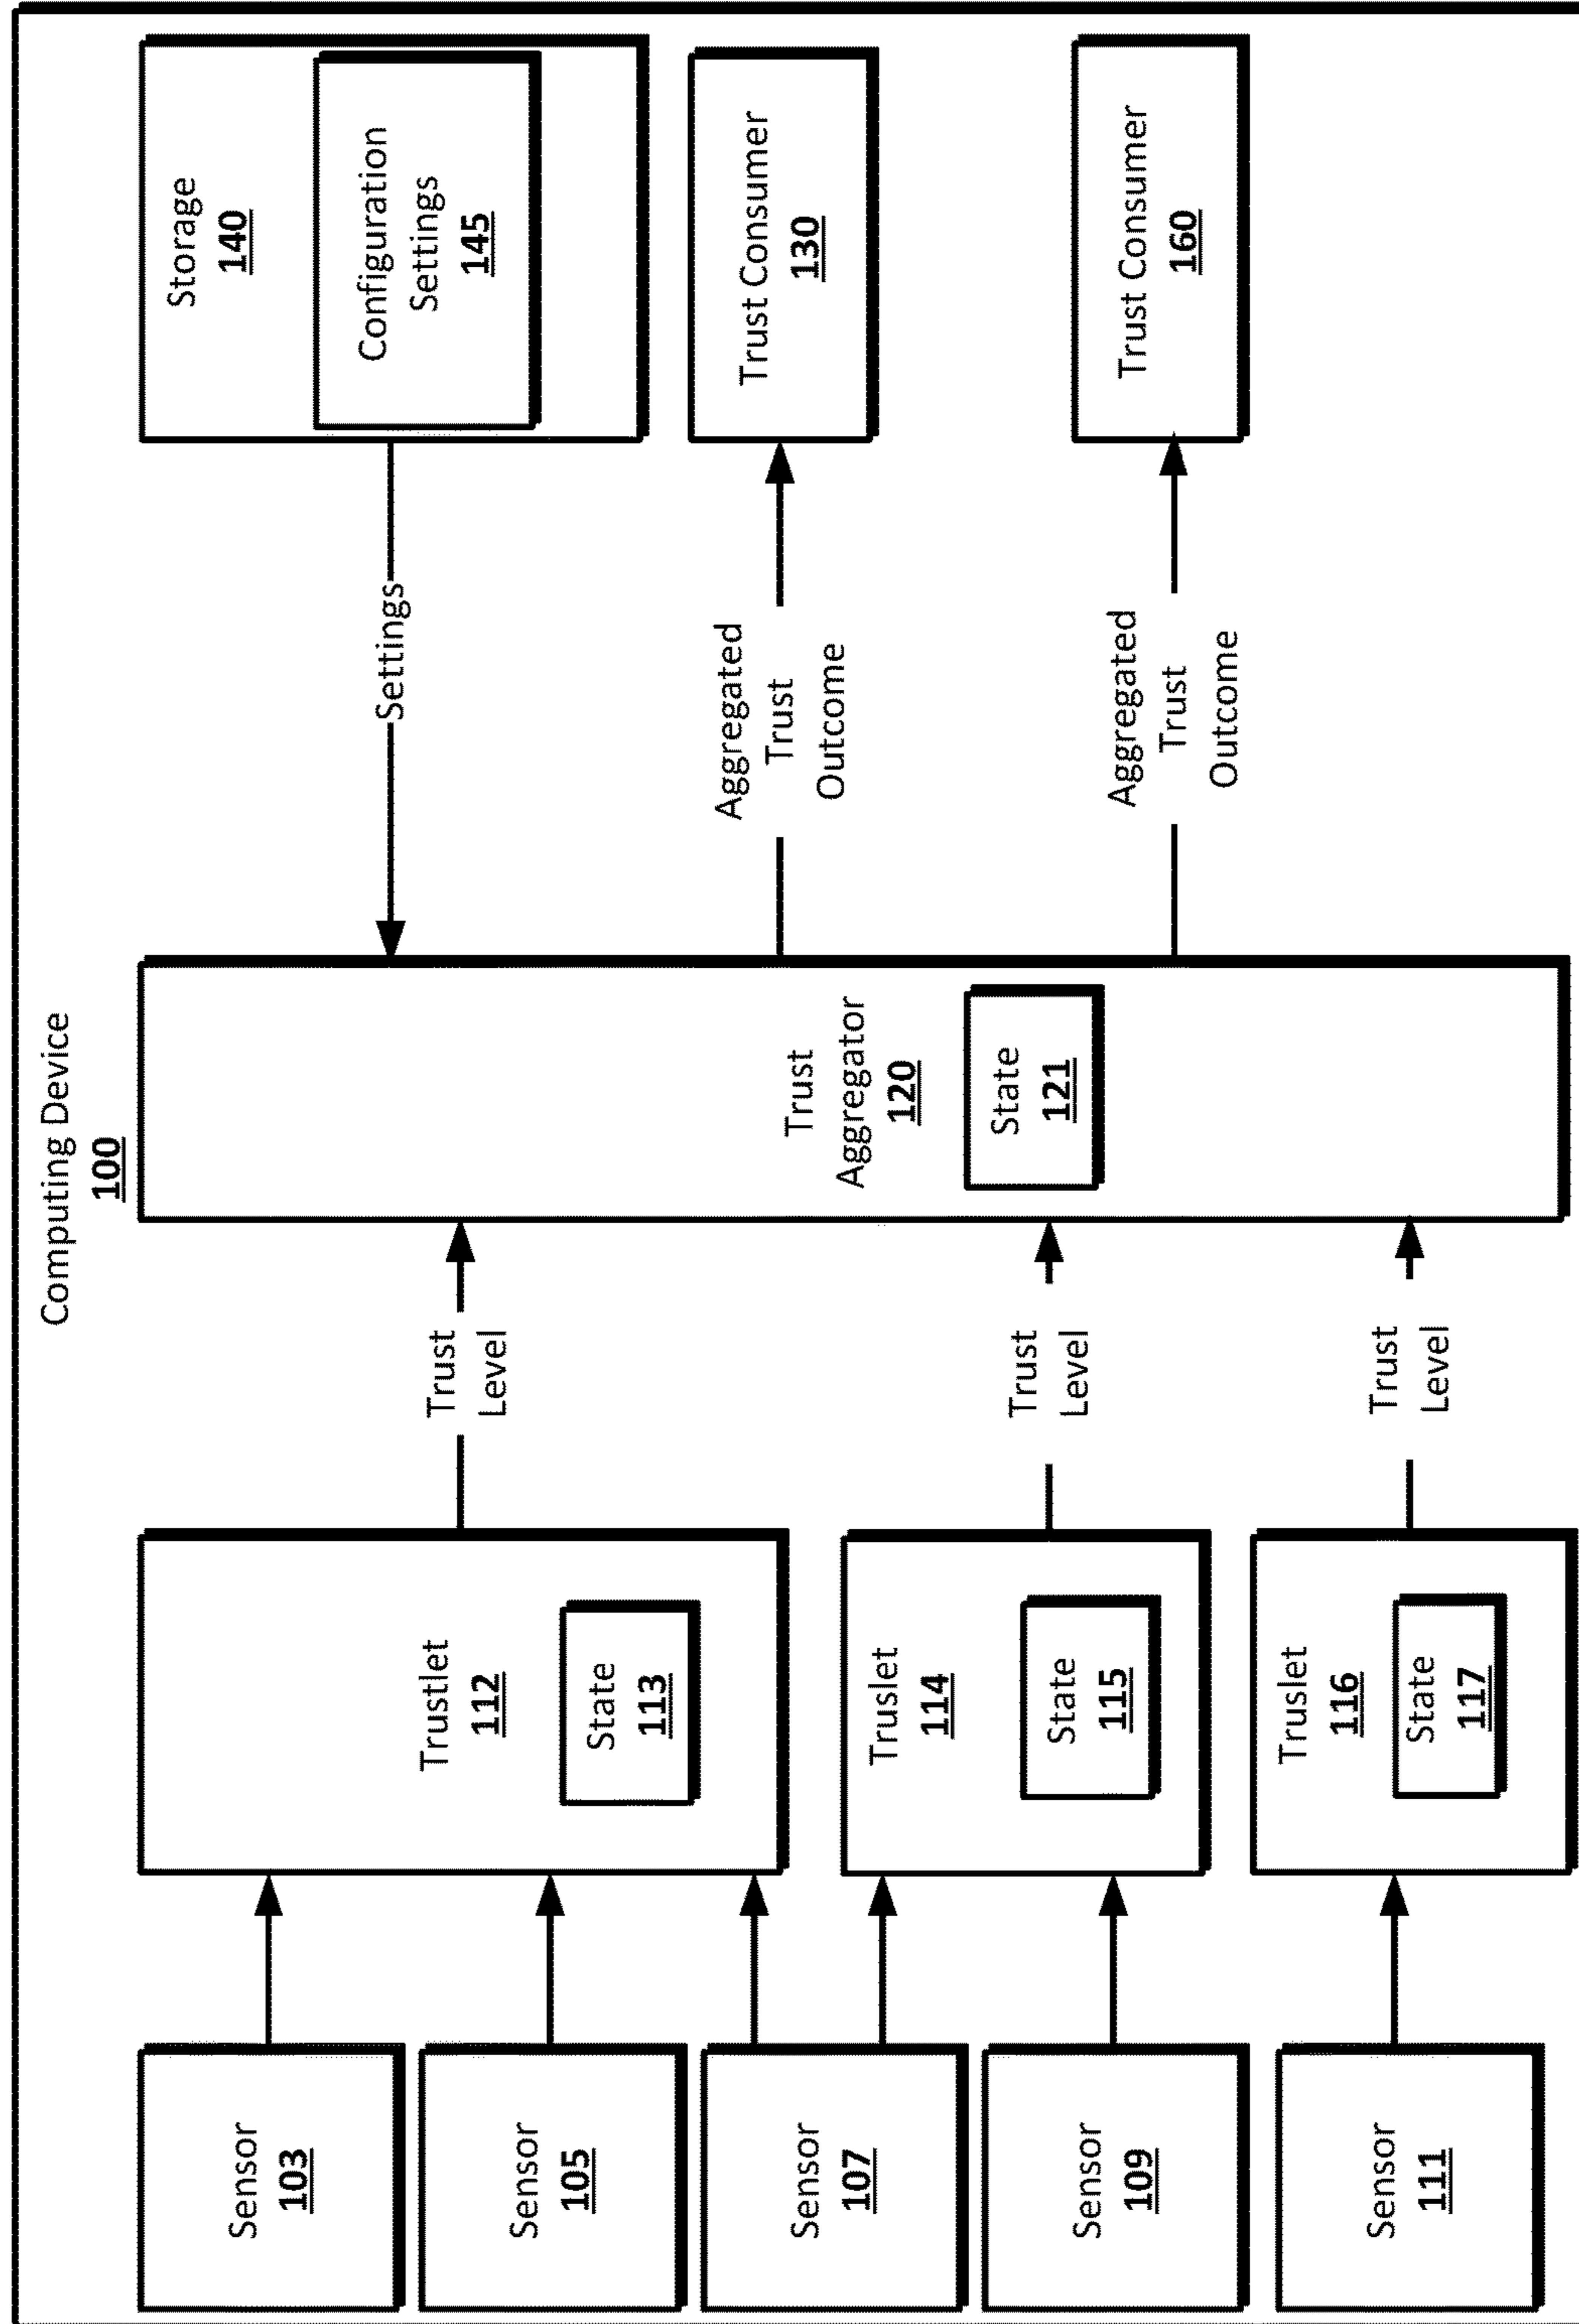 Computing Device
100
Sensor
103
Sensor
105
Sensor
107
Sensor
109
Sensor
111
Trustlet
112
State
113
Truslet
114
State
115
Truslet
116
State
117
Trust
Level
Trust
Level
Trust
Level
Trust
Aggregator
120
State
121
Settings
Aggregated
Trust
Outcome
Aggregated
Trust
Outcome
Storage
140
Configuration
Settings
145
Trust Consumer
130
Trust Consumer
160